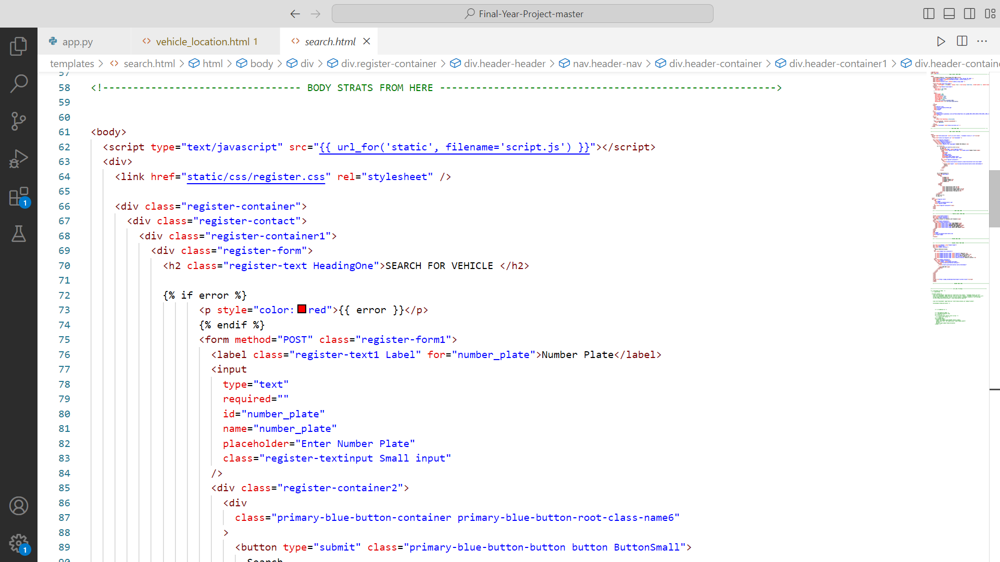 Final-Year-Project-master
app.py
vehicle_location.html 1
search.html
templates > search.html > html > body > div > div.register-container > div.header-header > nav.header-nav > div.header-container > div.header-container1 > div.header-contain
57
58 <!--------------------------------- BODY STRATS FROM HERE -------------------------------------------------------->
59
60
61 <body>
62 <script type="text/javascript" src="{{ url_for('static', filename='script.js') }}"></script>
63 <div>
64 <link href="static/css/register.css" rel="stylesheet" />
65
66 <div class="register-container">
67 <div class="register-contact">
68 <div class="register-container1">
69 <div class="register-form">
70 <h2 class="register-text HeadingOne">SEARCH FOR VEHICLE </h2>
71
72 {% if error %}
73 <p style="color:red">{{ error }}</p>
74 {% endif %}
75 <form method="POST" class="register-form1">
76 <label class="register-text1 Label" for="number_plate">Number Plate</label>
77 <input
78 type="text"
79 required=""
80 id="number_plate"
81 name="number_plate"
82 placeholder="Enter Number Plate"
83 class="register-textinput Small input"
84 />
85 <div class="register-container2">
86 <div
87 class="primary-blue-button-container primary-blue-button-root-class-name6"
88 >
89 <button type="submit" class="primary-blue-button-button button ButtonSmall">
90 Search
1
1